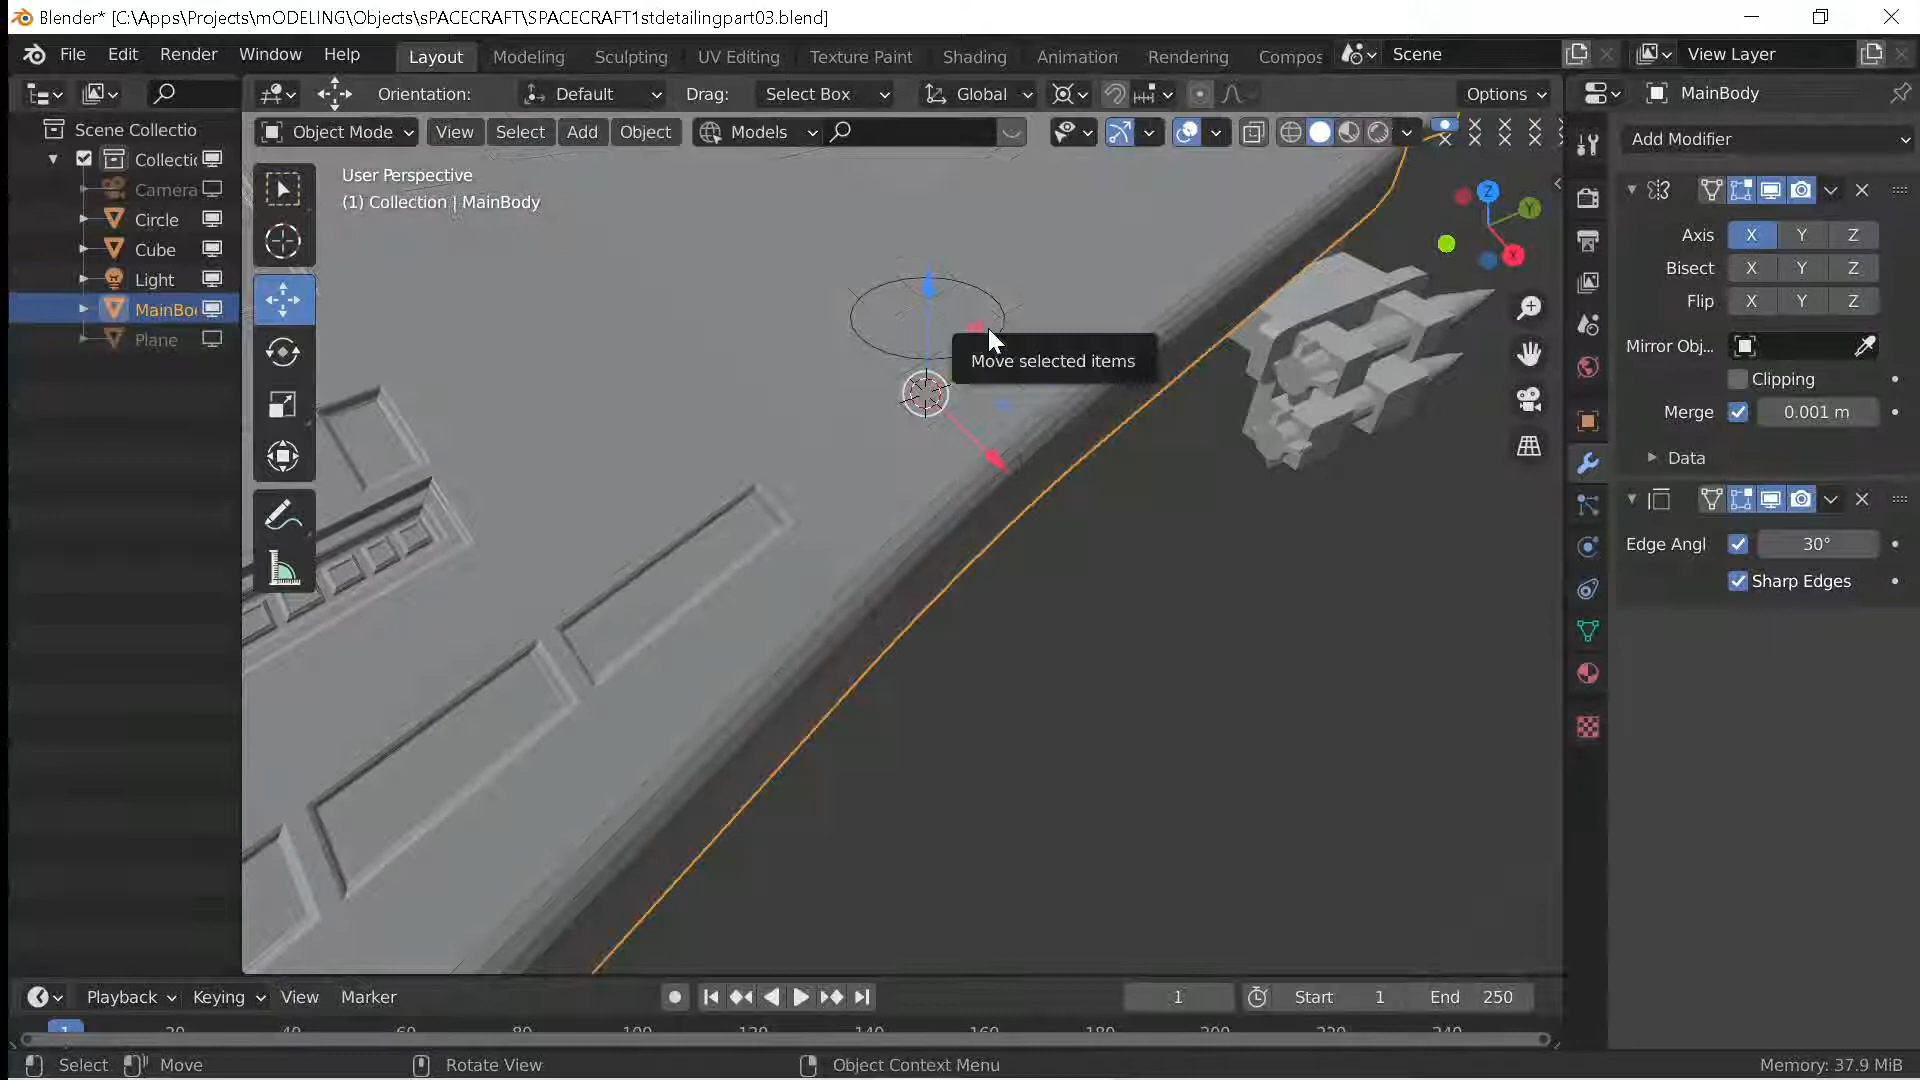 Blender* [C:\Apps\Projects\mODELING\Objects\sPACECRAFT\SPACECRAFT1stdetailingpart03.blend]
File Edit Render Window Help Layout Modeling Sculpting UV Editing Texture Paint Shading Animation Rendering Compos Scene View Layer
Orientation: Default Drag: Select Box Global Options MainBody
Object Mode View Select Add Object Models
Scene Collectio
Collectic
Camera
Circle
Cube
Light
MainBo
Plane
User Perspective
(1) Collection | MainBody
Z
Y
X
Move selected items
Add Modifier
Axis X Y Z
Bisect X Y Z
Flip X Y Z
Mirror Obj...
Clipping
Merge 0.001 m
Data
Edge Angl 30°
Sharp Edges
Playback Keying View Marker 1 Start 1 End 250
1 20 40 60 80 100 120 140 160 180 200 220 240
Select Move Rotate View Object Context Menu Memory: 37.9 MiB